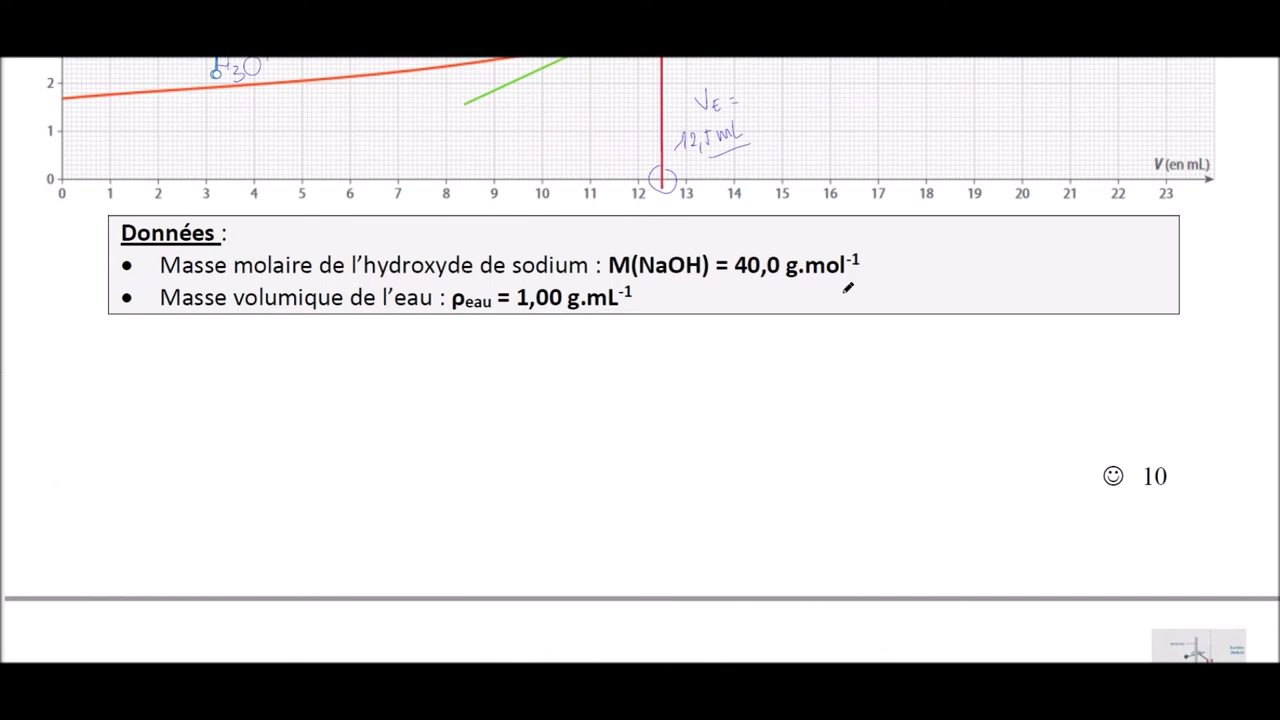 H3O+
2
1
0
VE =
12,5 mL
V (en mL)
0 1 2 3 4 5 6 7 8 9 10 11 12 13 14 15 16 17 18 19 20 21 22 23
Données :
• Masse molaire de l’hydroxyde de sodium : M(NaOH) = 40,0 g.mol-1
• Masse volumique de l’eau : ρeau = 1,00 g.mL-1
☺ 10